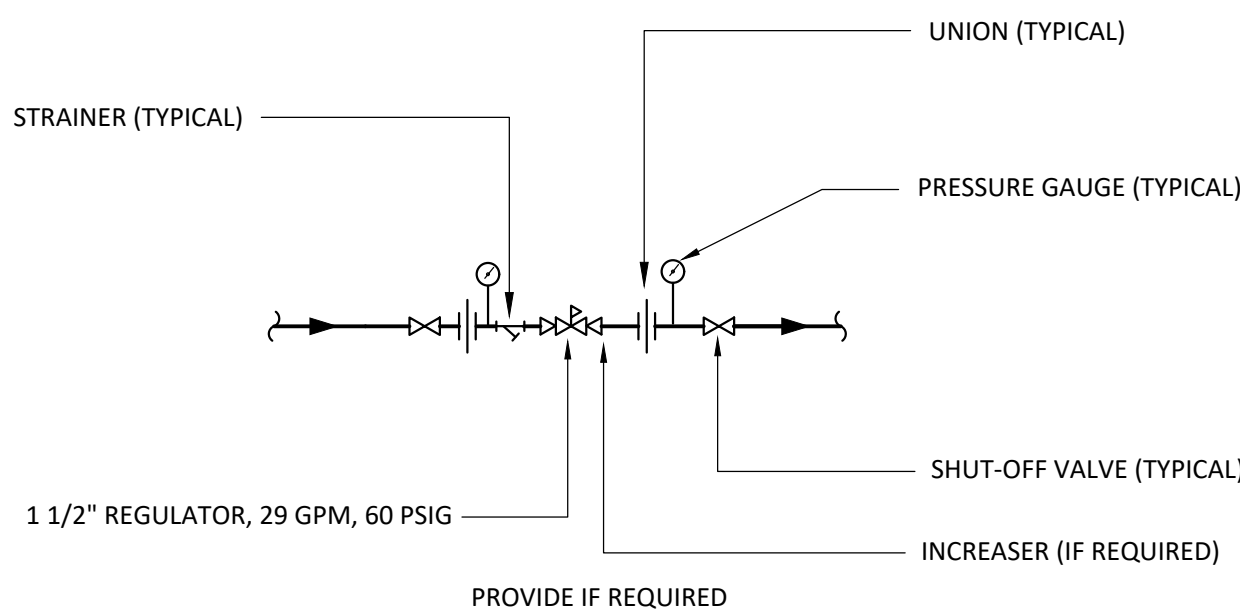 UNION (TYPICAL)
STRAINER (TYPICAL)
PRESSURE GAUGE (TYPICAL)
SHUT-OFF VALVE (TYPICAL)
1 1/2" REGULATOR, 29 GPM, 60 PSIG
INCREASER (IF REQUIRED)
PROVIDE IF REQUIRED